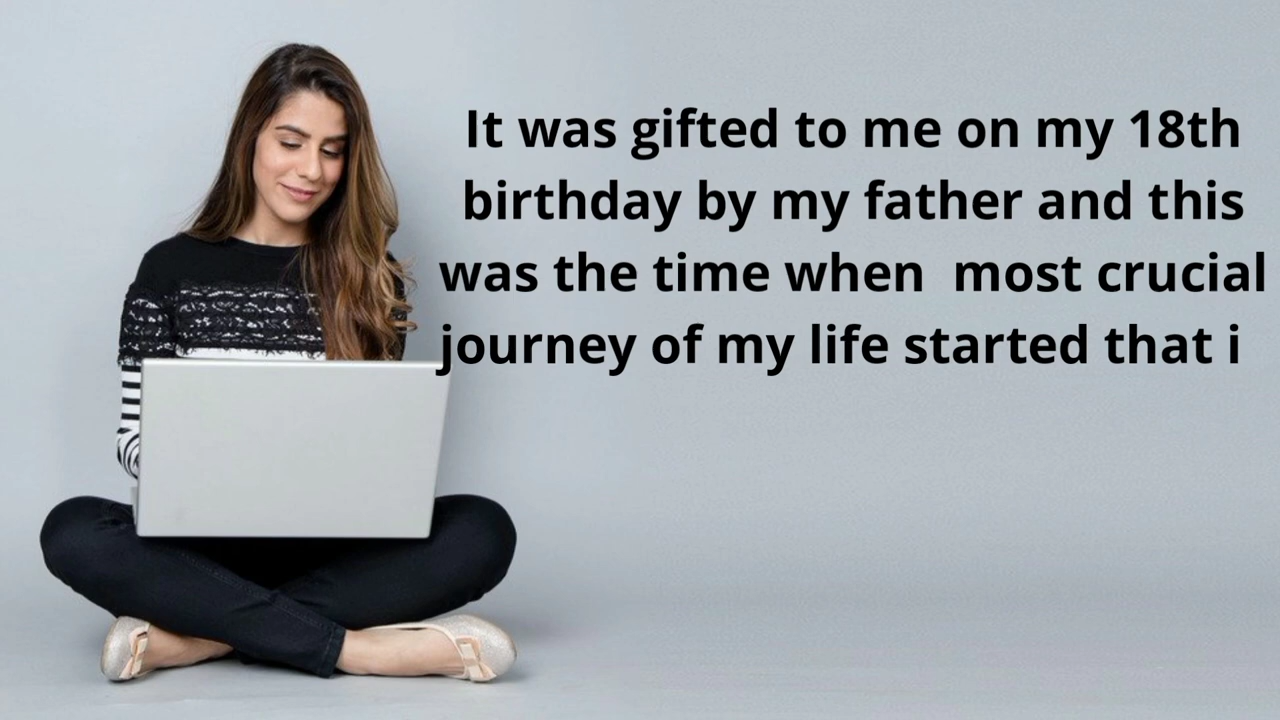 It was gifted to me on my 18th
birthday by my father and this
was the time when  most crucial
journey of my life started that i